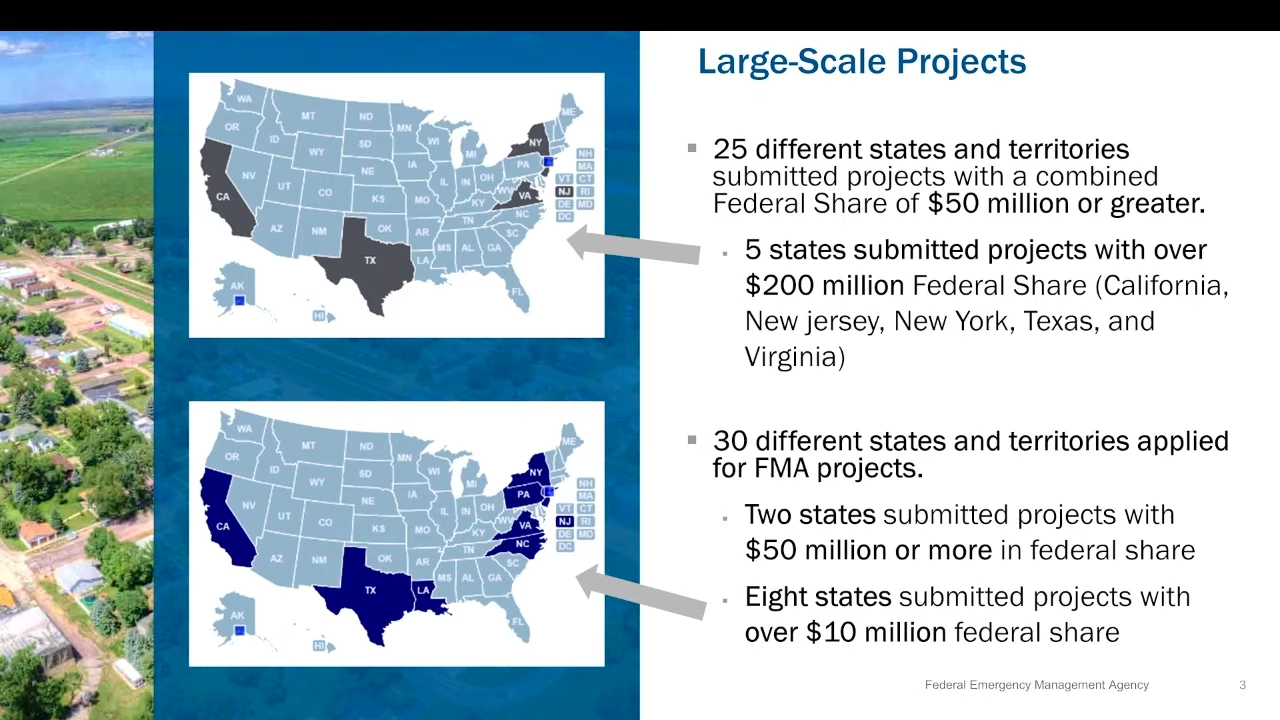 Large-Scale Projects
25 different states and territories
submitted projects with a combined
Federal Share of $50 million or greater.
5 states submitted projects with over
$200 million Federal Share (California,
New jersey, New York, Texas, and
Virginia)
30 different states and territories applied
for FMA projects.
Two states submitted projects with
$50 million or more in federal share
Eight states submitted projects with
over $10 million federal share
WA
MT
ND
MN
ME
OR
ID
WY
SD
WI
MI
NY
NV
UT
CO
NE
IA
IL
IN
OH
PA
CA
AZ
NM
KS
MO
KY
WV
VA
OK
AR
TN
NC
SC
TX
LA
MS
AL
GA
FL
AK
HI
NH
MA
VT CT
NJ RI
DE MD
DC
WA
MT
ND
MN
ME
OR
ID
WY
SD
WI
MI
NY
NV
UT
CO
NE
IA
IL
IN
OH
PA
CA
AZ
NM
KS
MO
KY
WV
VA
OK
AR
TN
NC
SC
TX
LA
MS
AL
GA
FL
AK
HI
NH
MA
VT CT
NJ RI
DE MD
DC
Federal Emergency Management Agency 3